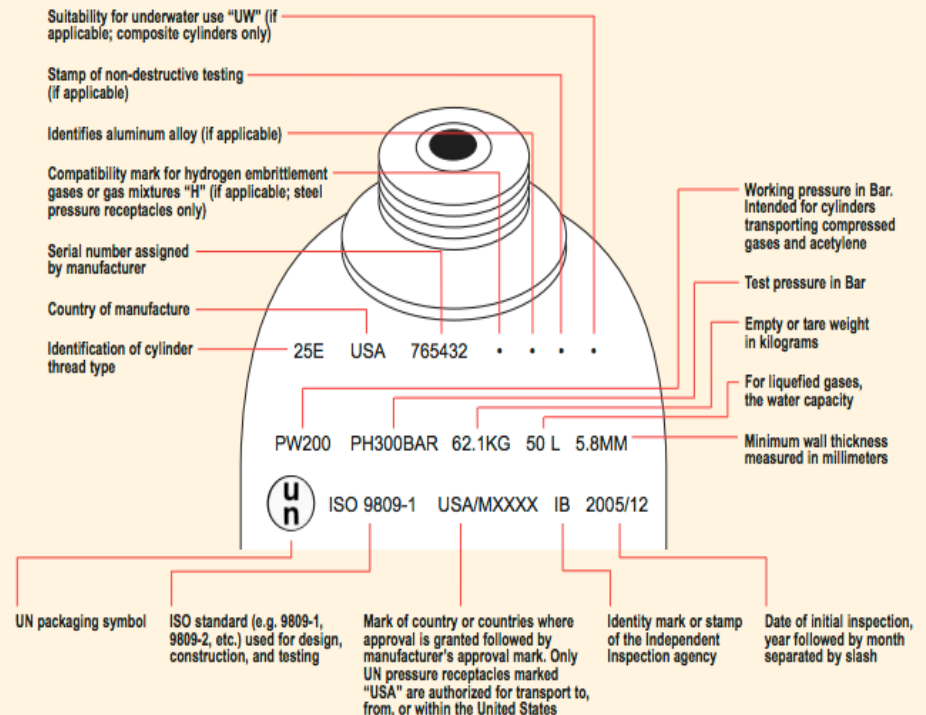 Suitability for underwater use “UW” (if
applicable; composite cylinders only)
Stamp of non-destructive testing
(if applicable)
Identifies aluminum alloy (if applicable)
Compatibility mark for hydrogen embrittlement
gases or gas mixtures “H” (if applicable; steel
pressure receptacles only)
Serial number assigned
by manufacturer
Country of manufacture
Identification of cylinder
thread type
Working pressure in Bar.
Intended for cylinders
transporting compressed
gases and acetylene
Test pressure in Bar
Empty or tare weight
in kilograms
For liquefied gases,
the water capacity
Minimum wall thickness
measured in millimeters
25E USA 765432 • • • •
PW200 PH300BAR 62.1KG 50 L 5.8MM
u
n
ISO 9809-1 USA/MXXXX IB 2005/12
UN packaging symbol
ISO standard (e.g. 9809-1,
9809-2, etc.) used for design,
construction, and testing
Mark of country or countries where
approval is granted followed by
manufacturer’s approval mark. Only
UN pressure receptacles marked
“USA” are authorized for transport to,
from, or within the United States
Identity mark or stamp
of the Independent
Inspection agency
Date of initial inspection,
year followed by month
separated by slash